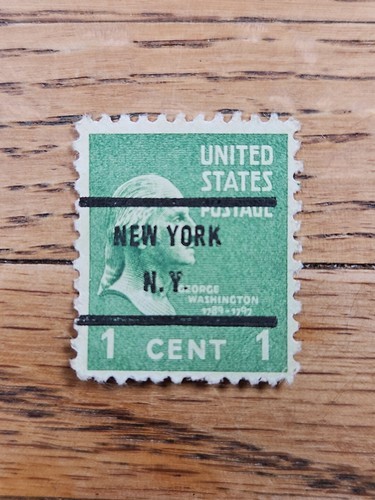 UNITED
STATES
POSTAGE
NEW YORK
N.Y.
GEORGE
WASHINGTON
1789-1797
1 CENT 1